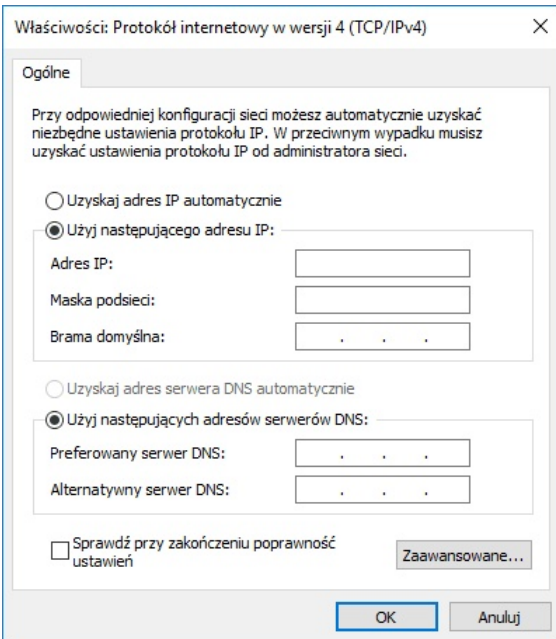 Właściwości: Protokół internetowy w wersji 4 (TCP/IPv4)
Ogólne
Przy odpowiedniej konfiguracji sieci możesz automatycznie uzyskać
niezbędne ustawienia protokołu IP. W przeciwnym wypadku musisz
uzyskać ustawienia protokołu IP od administratora sieci.
Uzyskaj adres IP automatycznie
Użyj następującego adresu IP:
Adres IP:
Maska podsieci:
Brama domyślna: . . .
Uzyskaj adres serwera DNS automatycznie
Użyj następujących adresów serwerów DNS:
Preferowany serwer DNS: . . .
Alternatywny serwer DNS: . . .
Sprawdź przy zakończeniu poprawność
ustawień
Zaawansowane...
OK Anuluj